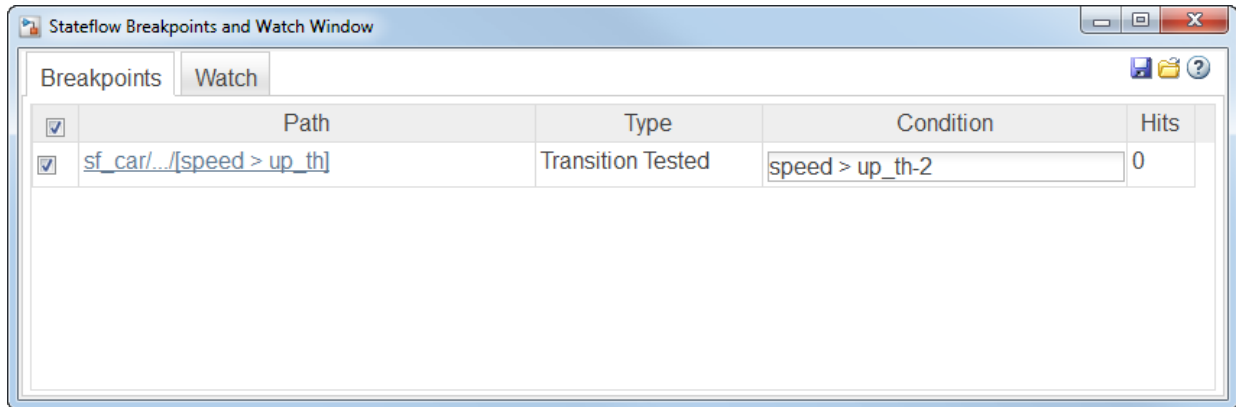 Stateflow Breakpoints and Watch Window
Breakpoints Watch
Path Type Condition Hits
sf_car/.../[speed > up_th] Transition Tested speed > up_th-2 0